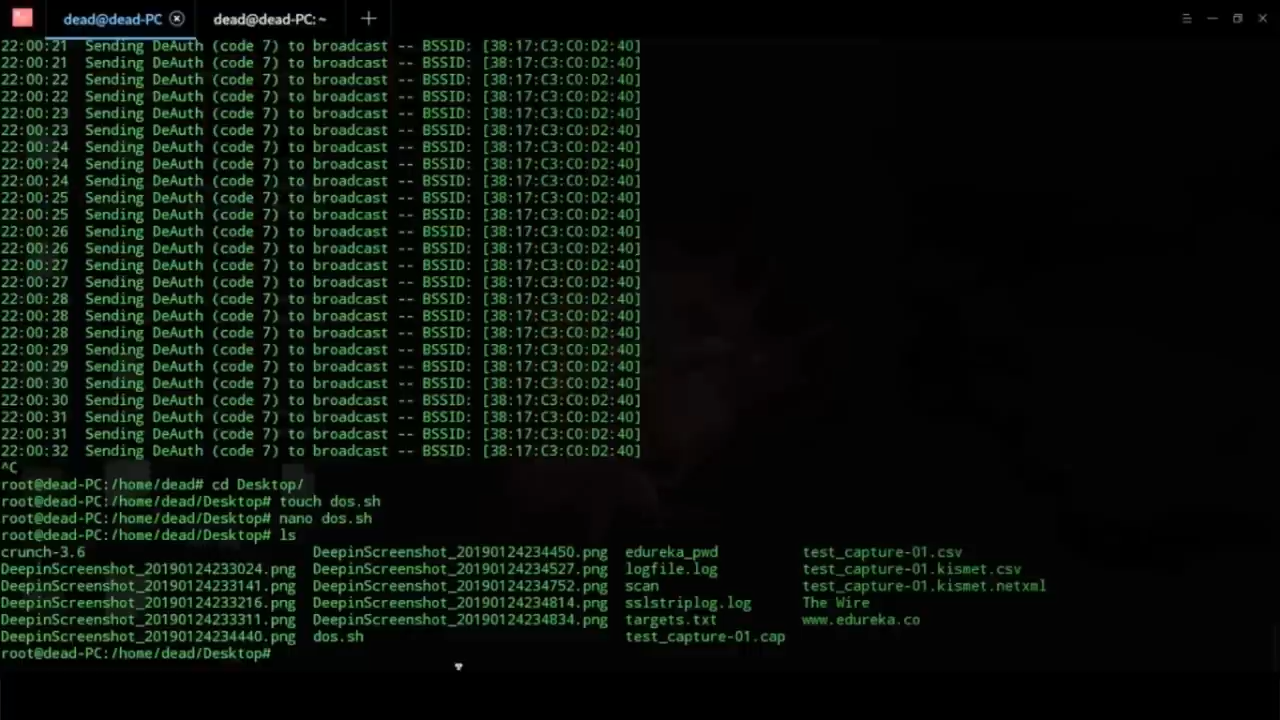 dead@dead-PC
dead@dead-PC: ~
22:00:21 Sending DeAuth (code 7) to broadcast -- BSSID: [38:17:C3:C0:D2:40]
22:00:21 Sending DeAuth (code 7) to broadcast -- BSSID: [38:17:C3:C0:D2:40]
22:00:22 Sending DeAuth (code 7) to broadcast -- BSSID: [38:17:C3:C0:D2:40]
22:00:22 Sending DeAuth (code 7) to broadcast -- BSSID: [38:17:C3:C0:D2:40]
22:00:23 Sending DeAuth (code 7) to broadcast -- BSSID: [38:17:C3:C0:D2:40]
22:00:23 Sending DeAuth (code 7) to broadcast -- BSSID: [38:17:C3:C0:D2:40]
22:00:24 Sending DeAuth (code 7) to broadcast -- BSSID: [38:17:C3:C0:D2:40]
22:00:24 Sending DeAuth (code 7) to broadcast -- BSSID: [38:17:C3:C0:D2:40]
22:00:24 Sending DeAuth (code 7) to broadcast -- BSSID: [38:17:C3:C0:D2:40]
22:00:25 Sending DeAuth (code 7) to broadcast -- BSSID: [38:17:C3:C0:D2:40]
22:00:25 Sending DeAuth (code 7) to broadcast -- BSSID: [38:17:C3:C0:D2:40]
22:00:26 Sending DeAuth (code 7) to broadcast -- BSSID: [38:17:C3:C0:D2:40]
22:00:26 Sending DeAuth (code 7) to broadcast -- BSSID: [38:17:C3:C0:D2:40]
22:00:27 Sending DeAuth (code 7) to broadcast -- BSSID: [38:17:C3:C0:D2:40]
22:00:27 Sending DeAuth (code 7) to broadcast -- BSSID: [38:17:C3:C0:D2:40]
22:00:28 Sending DeAuth (code 7) to broadcast -- BSSID: [38:17:C3:C0:D2:40]
22:00:28 Sending DeAuth (code 7) to broadcast -- BSSID: [38:17:C3:C0:D2:40]
22:00:28 Sending DeAuth (code 7) to broadcast -- BSSID: [38:17:C3:C0:D2:40]
22:00:29 Sending DeAuth (code 7) to broadcast -- BSSID: [38:17:C3:C0:D2:40]
22:00:29 Sending DeAuth (code 7) to broadcast -- BSSID: [38:17:C3:C0:D2:40]
22:00:30 Sending DeAuth (code 7) to broadcast -- BSSID: [38:17:C3:C0:D2:40]
22:00:30 Sending DeAuth (code 7) to broadcast -- BSSID: [38:17:C3:C0:D2:40]
22:00:31 Sending DeAuth (code 7) to broadcast -- BSSID: [38:17:C3:C0:D2:40]
22:00:31 Sending DeAuth (code 7) to broadcast -- BSSID: [38:17:C3:C0:D2:40]
22:00:32 Sending DeAuth (code 7) to broadcast -- BSSID: [38:17:C3:C0:D2:40]
^C
root@dead-PC:/home/dead# cd Desktop/
root@dead-PC:/home/dead/Desktop# touch dos.sh
root@dead-PC:/home/dead/Desktop# nano dos.sh
root@dead-PC:/home/dead/Desktop# ls
crunch-3.6 DeepinScreenshot_20190124234450.png edureka_pwd test_capture-01.csv
DeepinScreenshot_20190124233024.png DeepinScreenshot_20190124234527.png logfile.log test_capture-01.kismet.csv
DeepinScreenshot_20190124233141.png DeepinScreenshot_20190124234752.png scan test_capture-01.kismet.netxml
DeepinScreenshot_20190124233216.png DeepinScreenshot_20190124234814.png sslstriplog.log The Wire
DeepinScreenshot_20190124233311.png DeepinScreenshot_20190124234834.png targets.txt www.edureka.co
DeepinScreenshot_20190124234440.png dos.sh test_capture-01.cap
root@dead-PC:/home/dead/Desktop#